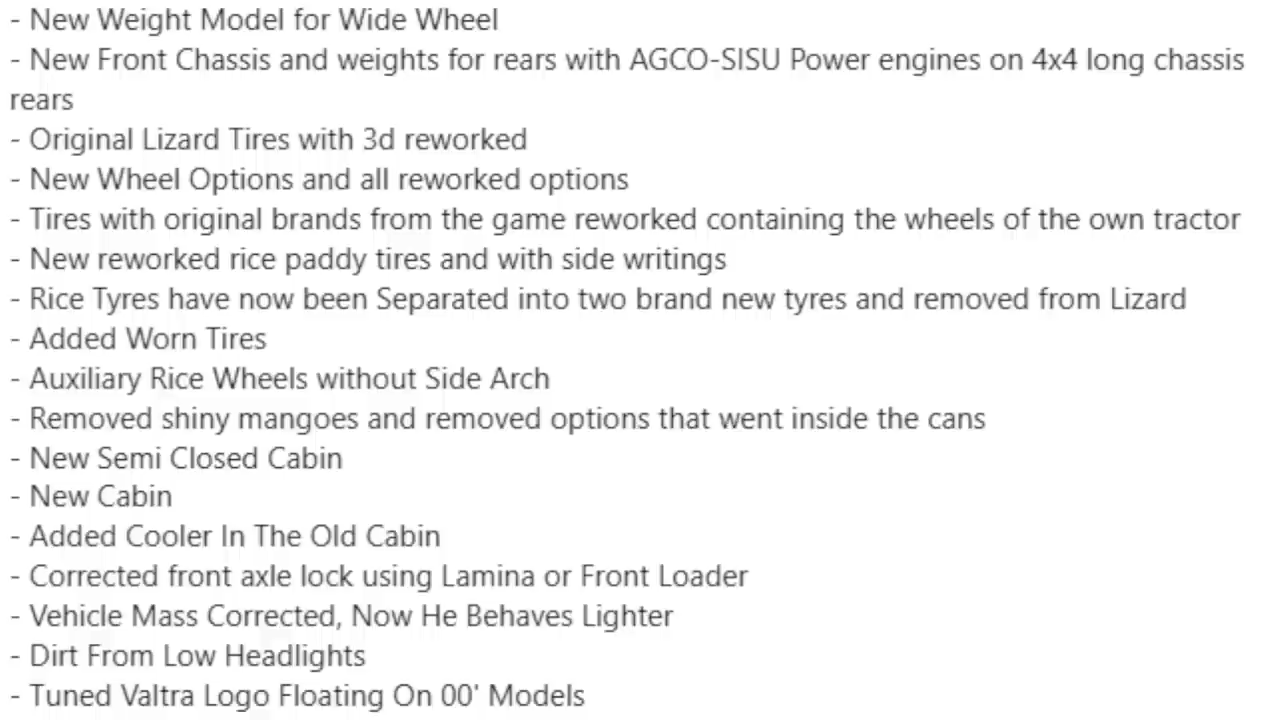 - New Weight Model for Wide Wheel
- New Front Chassis and weights for rears with AGCO-SISU Power engines on 4x4 long chassis
rears
- Original Lizard Tires with 3d reworked
- New Wheel Options and all reworked options
- Tires with original brands from the game reworked containing the wheels of the own tractor
- New reworked rice paddy tires and with side writings
- Rice Tyres have now been Separated into two brand new tyres and removed from Lizard
- Added Worn Tires
- Auxiliary Rice Wheels without Side Arch
- Removed shiny mangoes and removed options that went inside the cans
- New Semi Closed Cabin
- New Cabin
- Added Cooler In The Old Cabin
- Corrected front axle lock using Lamina or Front Loader
- Vehicle Mass Corrected, Now He Behaves Lighter
- Dirt From Low Headlights
- Tuned Valtra Logo Floating On 00' Models